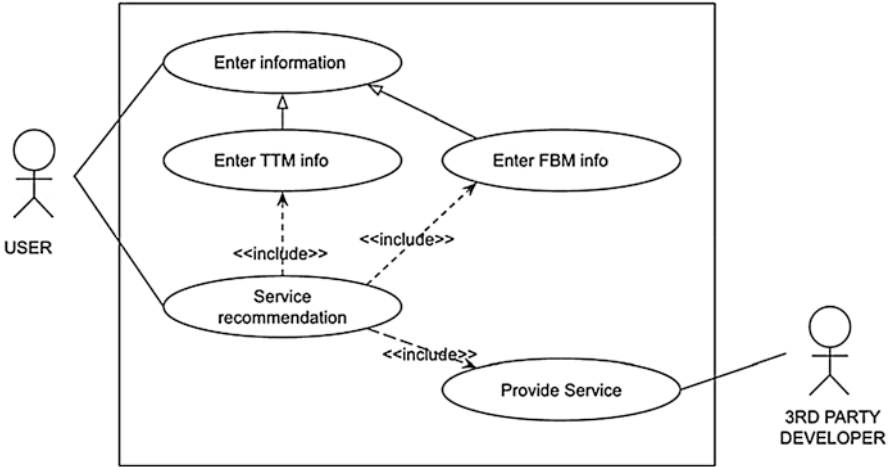 Enter information
Enter TTM info
Enter FBM info
USER
<<include>>
<<include>>
Service
recommendation
<<include>>
Provide Service
3RD PARTY
DEVELOPER